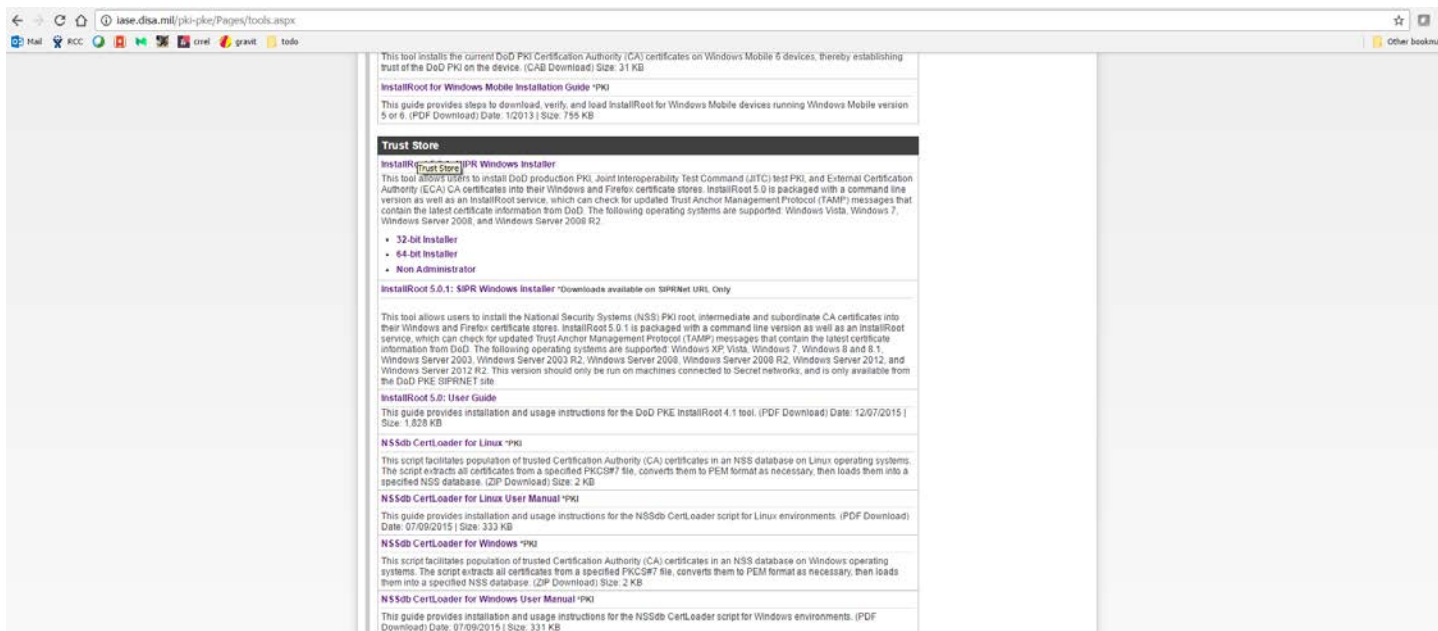 iase.disa.mil/pki-pke/Pages/tools.aspx
Mail RCC crrel gravit todo Other bookmu
This tool installs the current DoD PKI Certification Authority (CA) certificates on Windows Mobile 6 devices, thereby establishing
trust of the DoD PKI on the device. (CAB Download) Size: 31 KB
InstallRoot for Windows Mobile Installation Guide *PKI
This guide provides steps to download, verify, and load InstallRoot for Windows Mobile devices running Windows Mobile version
5 or 6. (PDF Download) Date: 1/2013 | Size: 755 KB
Trust Store
Windows Installer
Trust Store
This tool allows users to install DoD production PKI, Joint Interoperability Test Command (JITC) test PKI, and External Certification
Authority (ECA) CA certificates into their Windows and Firefox certificate stores. InstallRoot 5.0 is packaged with a command line
version as well as an InstallRoot service, which can check for updated Trust Anchor Management Protocol (TAMP) messages that
contain the latest certificate information from DoD. The following operating systems are supported: Windows Vista, Windows 7,
Windows Server 2008, and Windows Server 2008 R2.
• 32-bit Installer
• 64-bit Installer
• Non Administrator
InstallRoot 5.0.1: SIPR Windows Installer *Downloads available on SIPRNet URL Only
This tool allows users to install the National Security Systems (NSS) PKI root, intermediate and subordinate CA certificates into
their Windows and Firefox certificate stores. InstallRoot 5.0.1 is packaged with a command line version as well as an InstallRoot
service, which can check for updated Trust Anchor Management Protocol (TAMP) messages that contain the latest certificate
information from DoD. The following operating systems are supported: Windows XP, Vista, Windows 7, Windows 8 and 8.1,
Windows Server 2003, Windows Server 2003 R2, Windows Server 2008, Windows Server 2008 R2, Windows Server 2012, and
Windows Server 2012 R2. This version should only be run on machines connected to Secret networks, and is only available from
the DoD PKE SIPRNET site
InstallRoot 5.0: User Guide
This guide provides installation and usage instructions for the DoD PKE InstallRoot 4.1 tool. (PDF Download) Date: 12/07/2015 |
Size: 1,828 KB
NSSdb CertLoader for Linux *PKI
This script facilitates population of trusted Certification Authority (CA) certificates in an NSS database on Linux operating systems.
The script extracts all certificates from a specified PKCS#7 file, converts them to PEM format as necessary, then loads them into a
specified NSS database. (ZIP Download) Size: 2 KB
NSSdb CertLoader for Linux User Manual *PKI
This guide provides installation and usage instructions for the NSSdb CertLoader script for Linux environments. (PDF Download)
Date: 07/09/2015 | Size: 333 KB
NSSdb CertLoader for Windows *PKI
This script facilitates population of trusted Certification Authority (CA) certificates in an NSS database on Windows operating
systems. The script extracts all certificates from a specified PKCS#7 file, converts them to PEM format as necessary, then loads
them into a specified NSS database. (ZIP Download) Size: 2 KB
NSSdb CertLoader for Windows User Manual *PKI
This guide provides installation and usage instructions for the NSSdb CertLoader script for Windows environments. (PDF
Download) Date: 07/09/2015 | Size: 331 KB